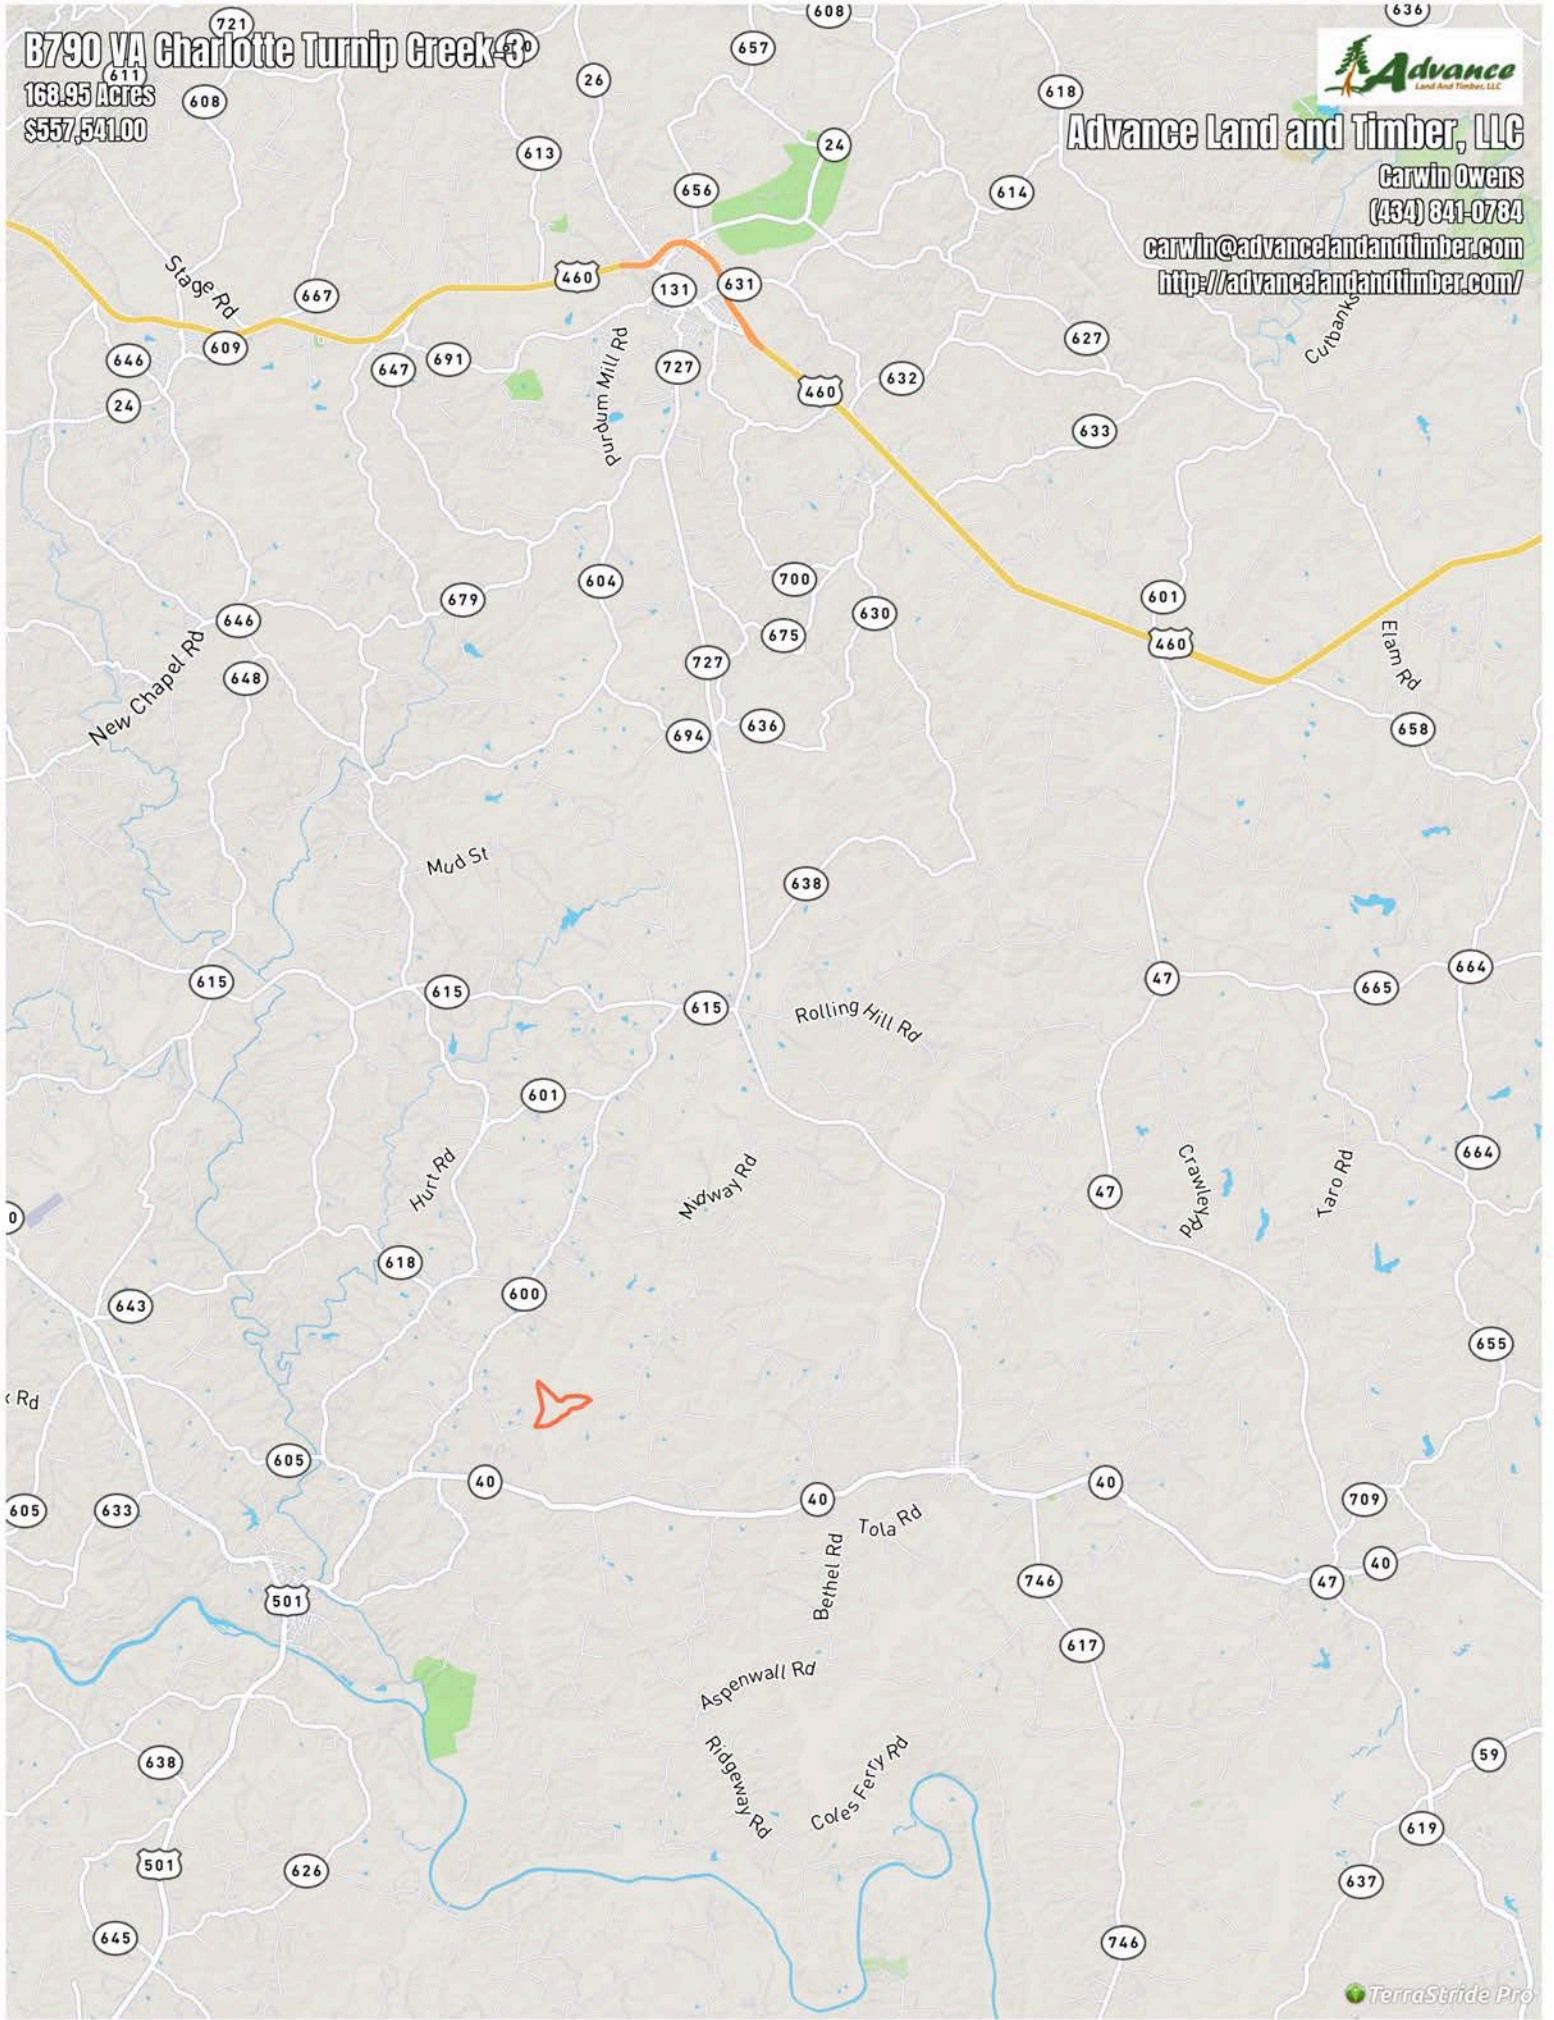 B790 VA Charlotte Turnip Creek-3
168.95 Acres
$557,541.00
Advance
Land And Timber, LLC
Advance Land and Timber, LLC
Carwin Owens
(434) 841-0784
carwin@advancelandandtimber.com
http://advancelandandtimber.com/
721
608
636
611
608
26
657
618
613
24
656
614
Stage Rd
667
460
131
631
Cutbanks
646
609
647
691
Purdum Mill Rd
727
460
632
627
24
633
679
604
700
630
601
646
675
460
Elam Rd
New Chapel Rd
648
727
694
636
658
Mud St
638
615
615
615
Rolling Hill Rd
47
665
664
601
Hurt Rd
Midway Rd
47
Crawley Rd
Taro Rd
664
0
618
600
643
655
Rd
605
40
40
40
605
633
709
Tola Rd
Bethel Rd
40
501
746
47
617
Aspenwall Rd
Ridgeway Rd
Coles Ferry Rd
638
59
501
626
619
637
645
746
TerraStride Pro